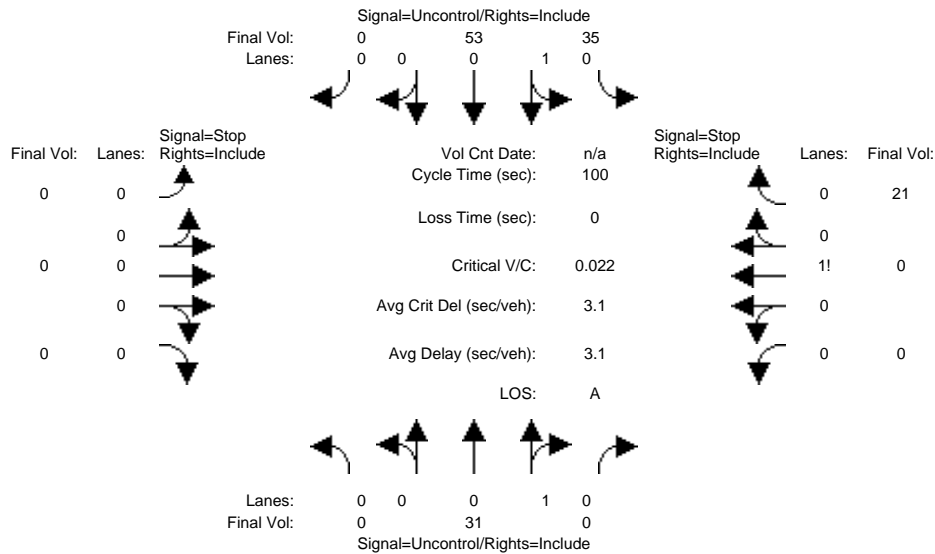 Signal=Uncontrol/Rights=Include
Final Vol: 0 53 35
Lanes: 0 0 0 1 0
Signal=Stop Signal=Stop
Final Vol: Lanes: Rights=Include Vol Cnt Date: n/a Rights=Include Lanes: Final Vol:
Cycle Time (sec): 100
0 0 0 21
Loss Time (sec): 0
0 0
0 0 Critical V/C: 0.022 1! 0
0 Avg Crit Del (sec/veh): 3.1 0
0 0 Avg Delay (sec/veh): 3.1 0 0
LOS: A
Lanes: 0 0 0 1 0
Final Vol: 0 31 0
Signal=Uncontrol/Rights=Include